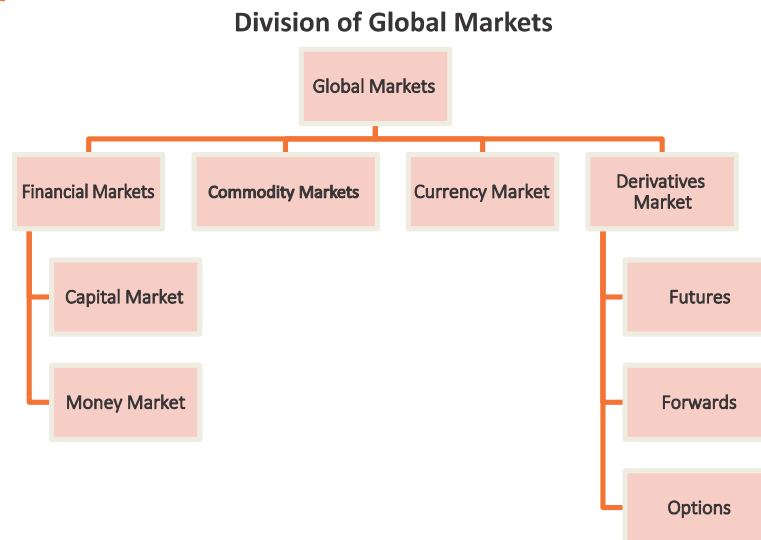 Division of Global Markets
Global Markets
Financial Markets
Commodity Markets
Currency Market
Derivatives
Market
Capital Market
Futures
Money Market
Forwards
Options